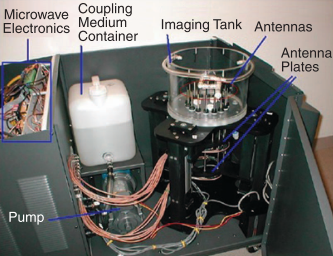 Microwave
Electronics
Coupling
Medium
Container
Imaging Tank
Antennas
Antenna
Plates
Pump